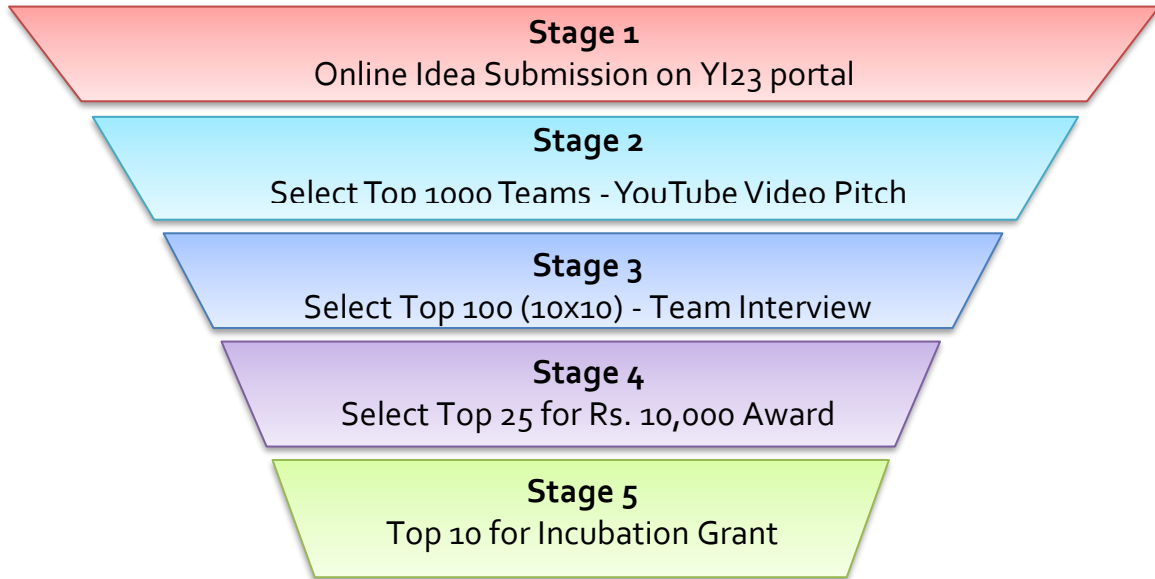 Stage 1
Online Idea Submission on YI23 portal
Stage 2
Select Top 1000 Teams - YouTube Video Pitch
Stage 3
Select Top 100 (10x10) - Team Interview
Stage 4
Select Top 25 for Rs. 10,000 Award
Stage 5
Top 10 for Incubation Grant